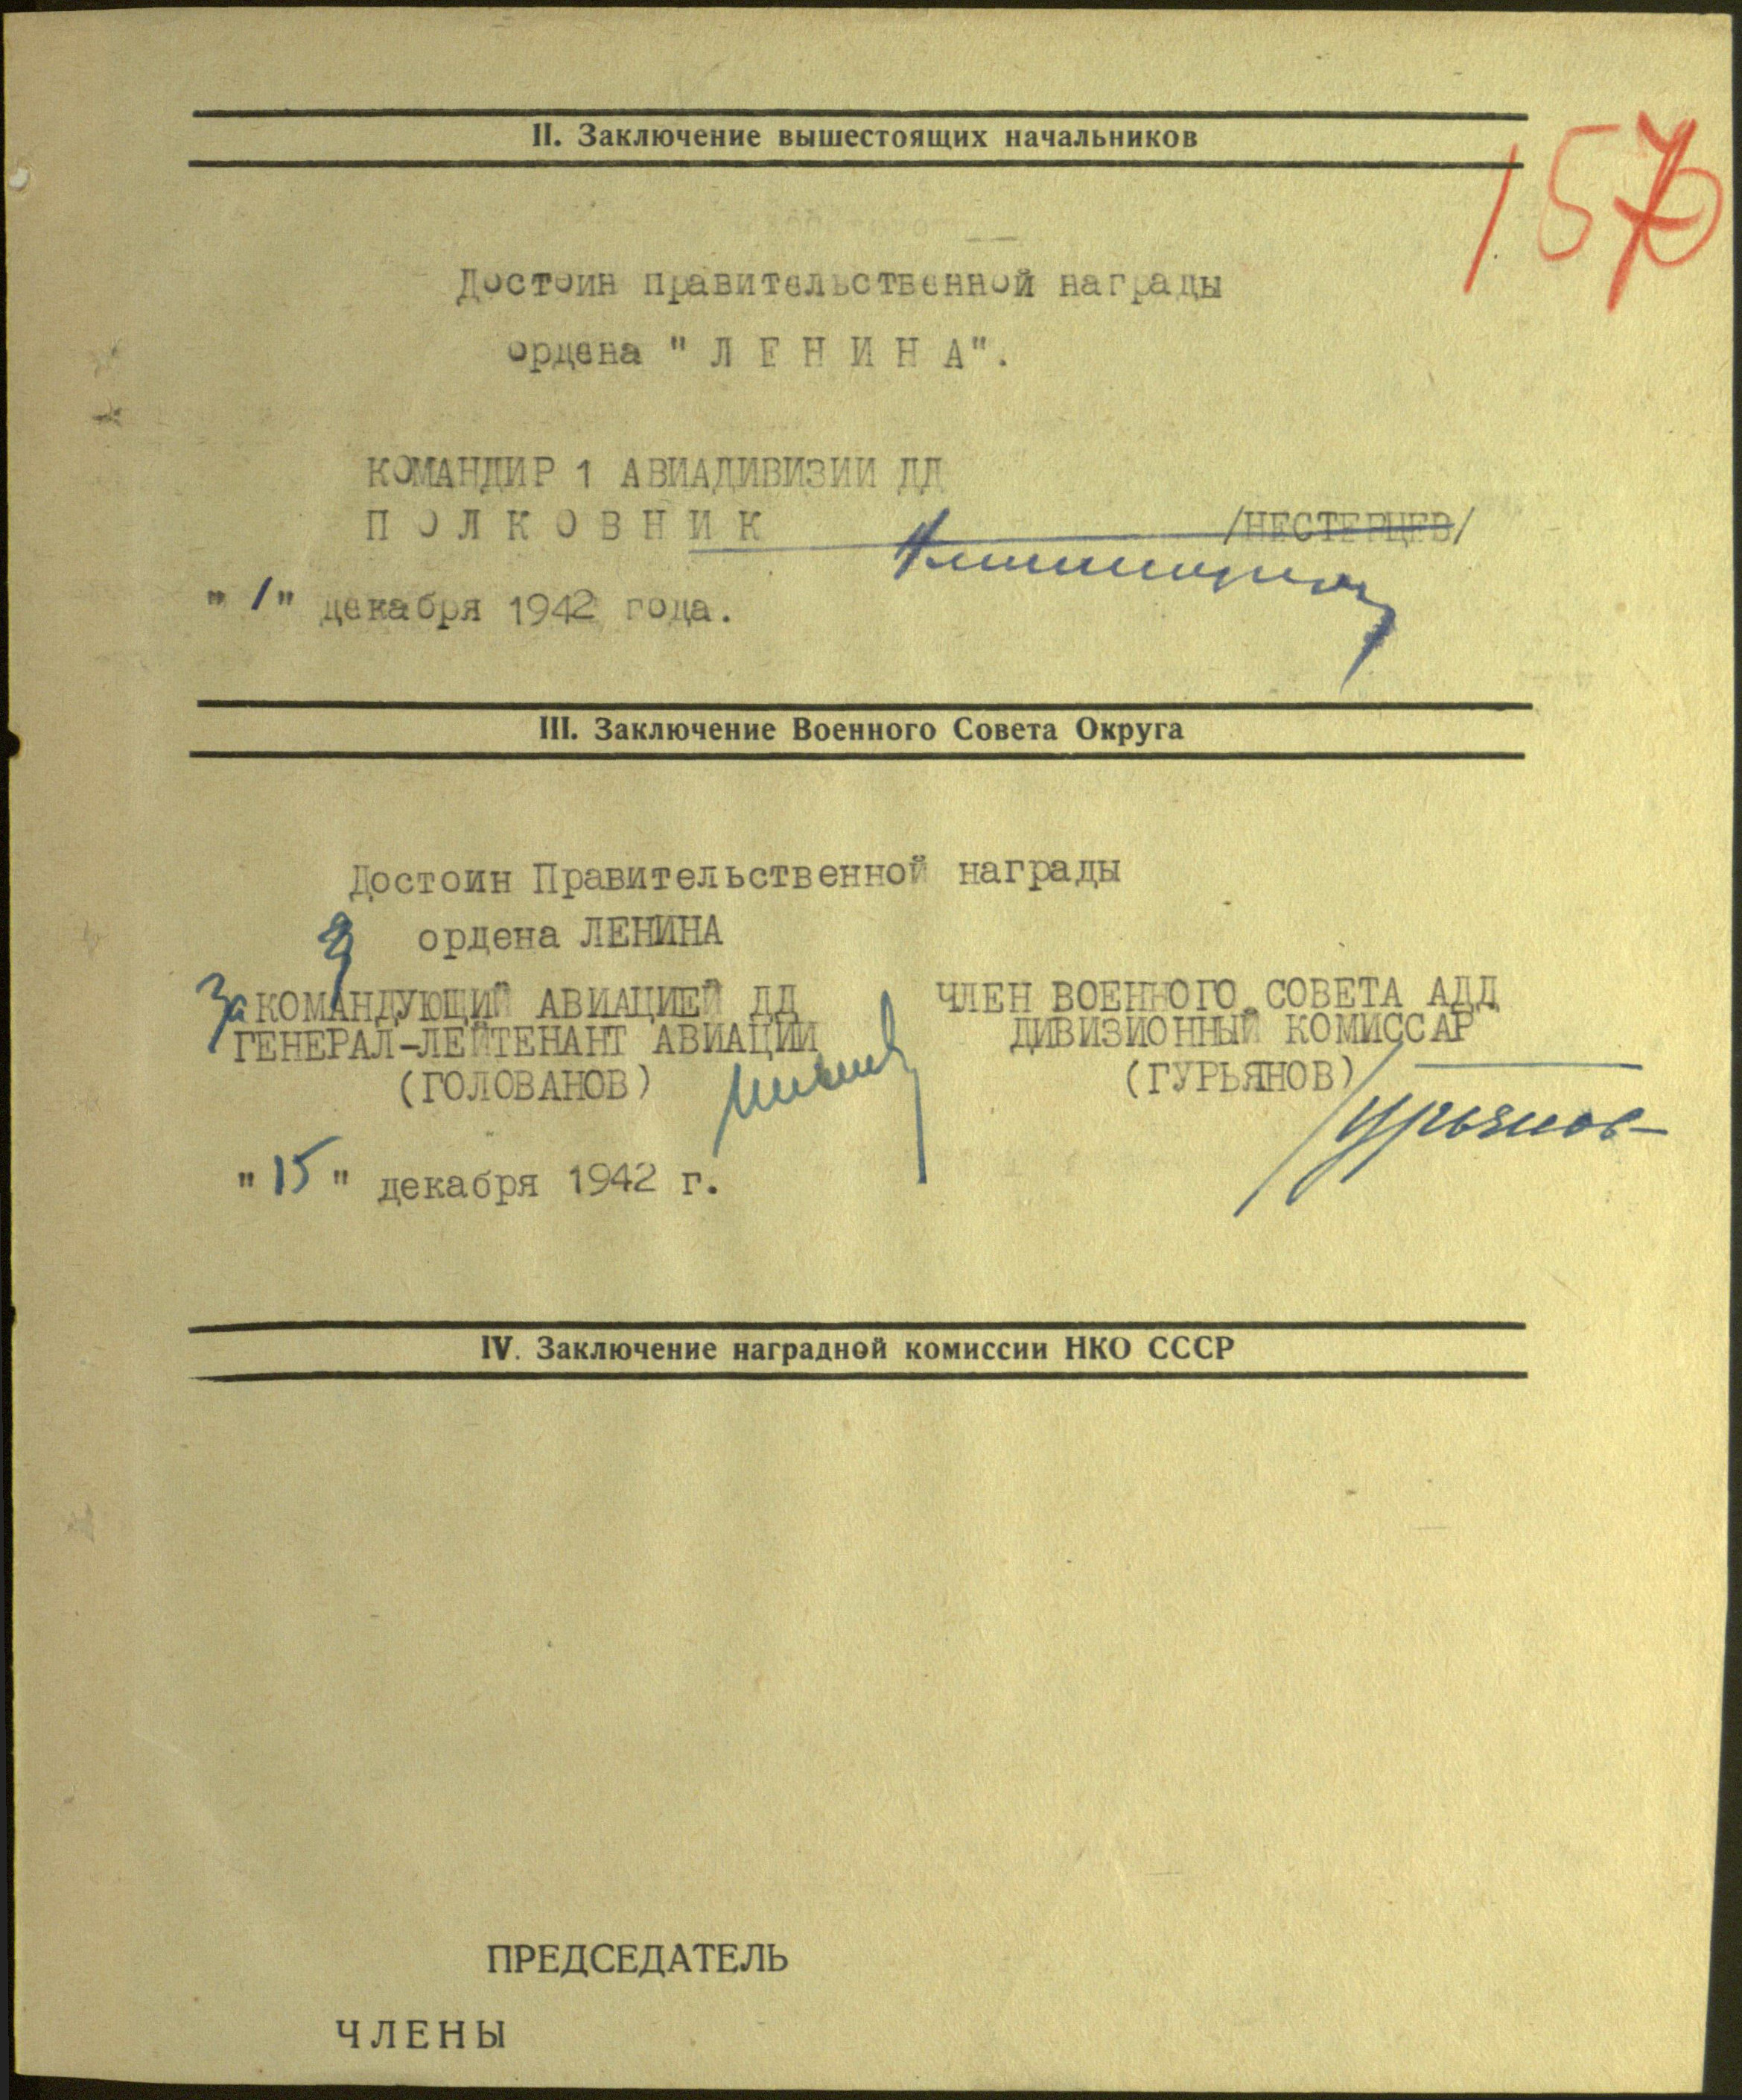 II. Заключение вышестоящих начальников
Достоин правительственной награды
ордена " Л Е Н И Н А".
КОМАНДИР 1 АВИАДИВИЗИИ ДД
П О Л К О В Н И К /НЕСТЕРЦЕВ/
" 1 " декабря 1942 года.
III. Заключение Военного Совета Округа
Достоин Правительственной награды
ордена ЛЕНИНА
За КОМАНДУЮЩИЙ АВИАЦИЕЙ ДД ЧЛЕН ВОЕННОГО СОВЕТА АДД
ГЕНЕРАЛ-ЛЕЙТЕНАНТ АВИАЦИИ ДИВИЗИОННЫЙ КОМИССАР
(ГОЛОВАНОВ) (ГУРЬЯНОВ)
Гурьянов
" 15 " декабря 1942 г.
IV. Заключение наградной комиссии НКО СССР
ПРЕДСЕДАТЕЛЬ
ЧЛЕНЫ